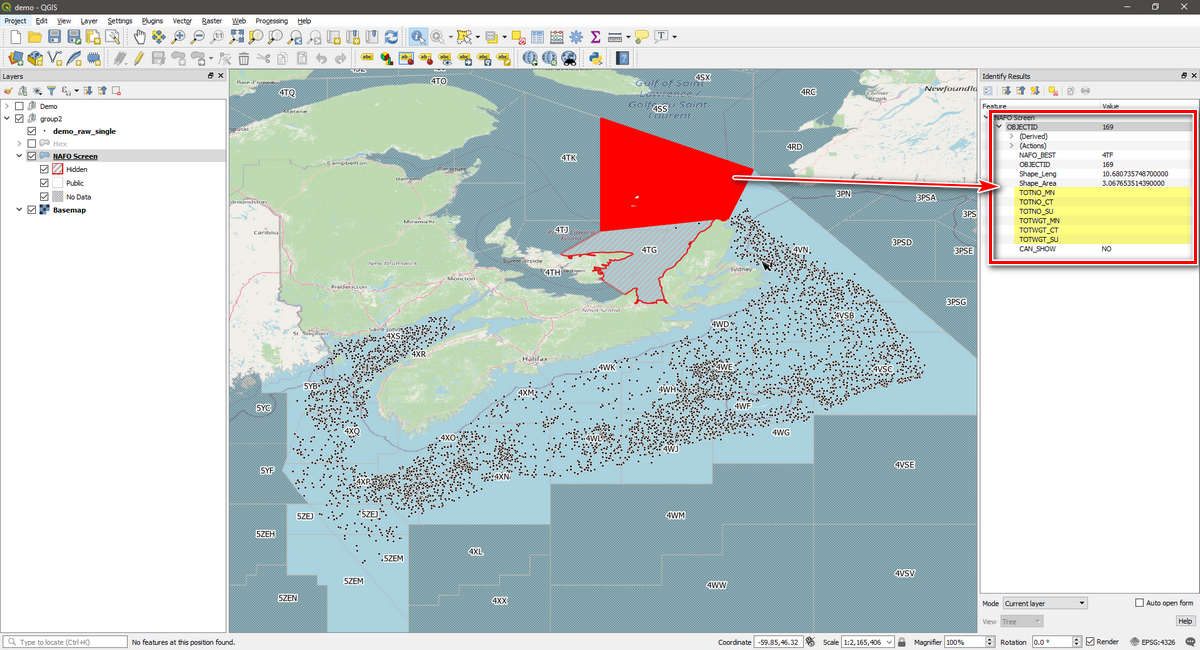 demo — QGIS
Project Edit View Layer Settings Plugins Vector Raster Web Processing Help
Layers
Demo
group2
demo_raw_single
Hex
NAFO Screen
Hidden
Public
No Data
Basemap
4TO
4TQ
Matane
Campbellton
Caribou
Miramichi
New Brunswick
Fredericton
Moncton
St. Stephen
Saint John
Halifax
Nova Scotia
Sydney
Gulf of Saint
Lawrence /
Golfe du Saint-
Laurent
Corner
Brook
4SX
4SS
4RC
4RD
4TK
4TJ
4TG
4TH
3PN
3PSA
3PSD
3PSE
3PSG
4VN
4VSB
4VSC
4WD
4WE
4WK
4WH
4WF
4WG
4WJ
4WL
4XM
4XS
4XR
5YB
5YC
4XQ
4XO
4XN
4XP
5YF
5ZEJ
5ZEJ
5ZEH
5ZEM
5ZEM
5ZEN
4XL
4XX
4WM
4WW
4VSE
4VSV
Identify Results
Feature Value
NAFO Screen
OBJECTID 169
(Derived)
(Actions)
NAFO_BEST 4TF
OBJECTID 169
Shape_Leng 10.680735748700000
Shape_Area 3.067653514390000
TOTNO_MN
TOTNO_CT
TOTNO_SU
TOTWGT_MN
TOTWGT_CT
TOTWGT_SU
CAN_SHOW NO
Mode Current layer Auto open form
View Tree Help
Type to locate (Ctrl+K) No features at this position found. Coordinate -59.85,46.32 Scale 1:2,165,406 Magnifier 100% Rotation 0.0 ° Render EPSG:4326